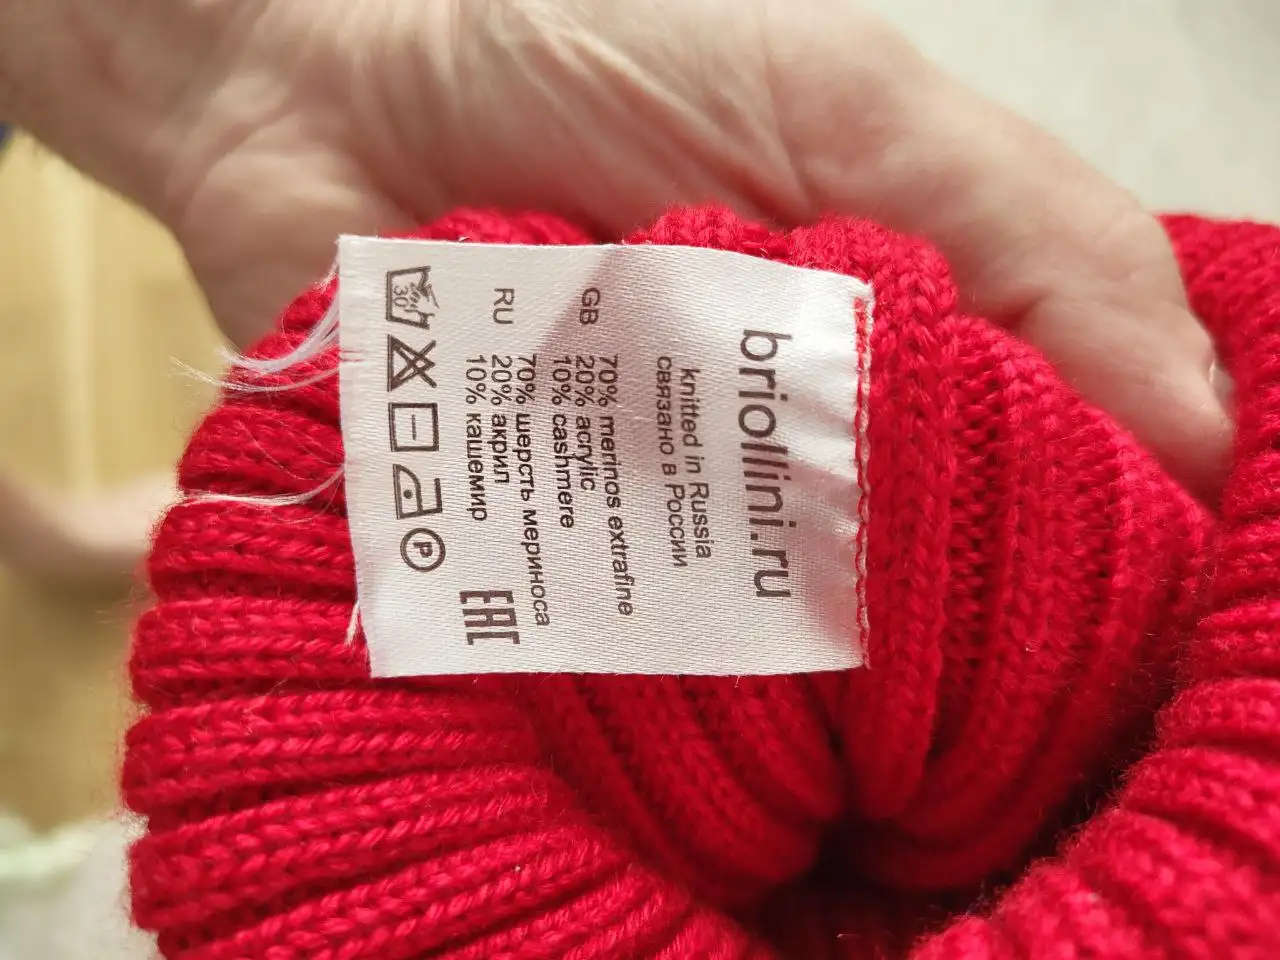 briollini.ru
knitted in Russia
связано в России
GB 70% merinos extrafine
20% acrylic
10% cashmere
RU 70% шерсть мериноса
20% акрил
10% кашемир
EAC
30 P